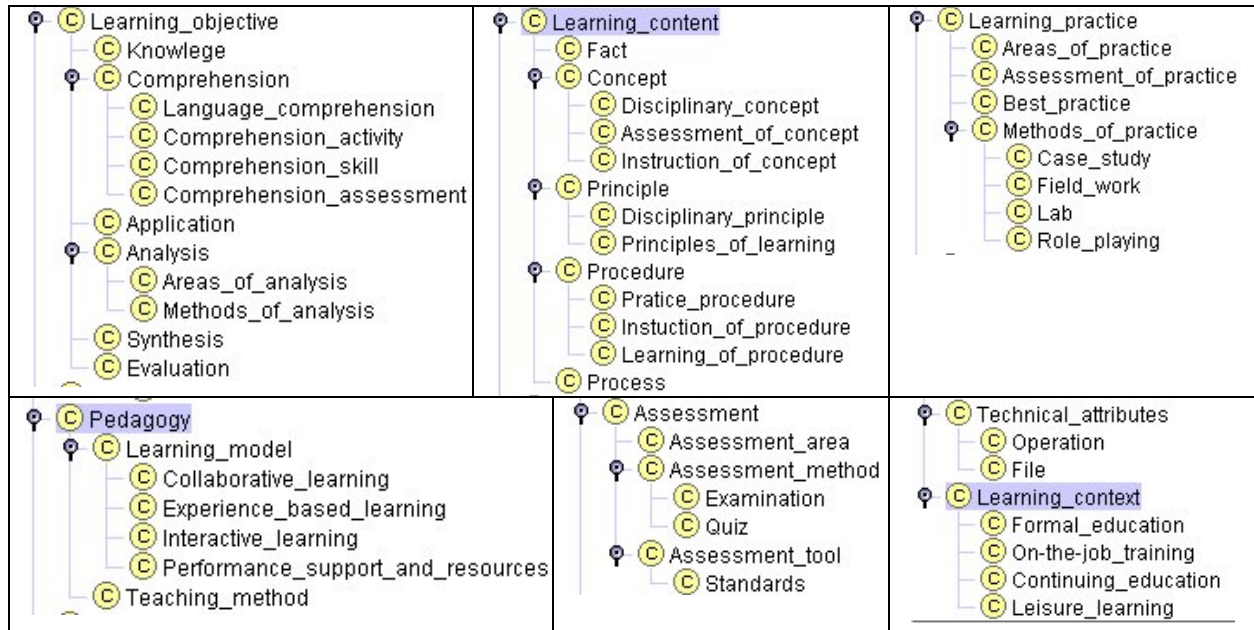 Learning_objective
Knowlege
Comprehension
Language_comprehension
Comprehension_activity
Comprehension_skill
Comprehension_assessment
Application
Analysis
Areas_of_analysis
Methods_of_analysis
Synthesis
Evaluation
Learning_content
Fact
Concept
Disciplinary_concept
Assessment_of_concept
Instruction_of_concept
Principle
Disciplinary_principle
Principles_of_learning
Procedure
Pratice_procedure
Instuction_of_procedure
Learning_of_procedure
Process
Learning_practice
Areas_of_practice
Assessment_of_practice
Best_practice
Methods_of_practice
Case_study
Field_work
Lab
Role_playing
Pedagogy
Learning_model
Collaborative_learning
Experience_based_learning
Interactive_learning
Performance_support_and_resources
Teaching_method
Assessment
Assessment_area
Assessment_method
Examination
Quiz
Assessment_tool
Standards
Technical_attributes
Operation
File
Learning_context
Formal_education
On-the-job_training
Continuing_education
Leisure_learning